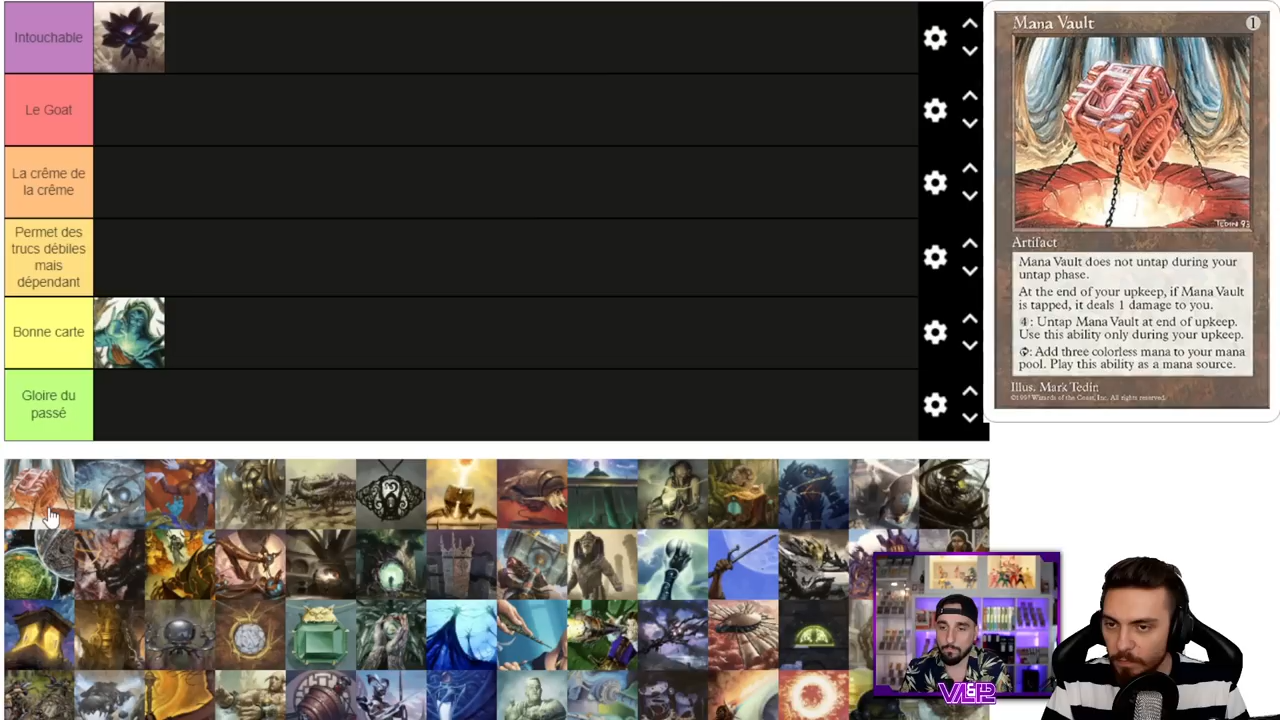 Intouchable
Le Goat
La crême de
la crême
Permet des
trucs débiles
mais
dépendant
Bonne carte
Gloire du
passé
Mana Vault 1
TEDIN 93
Artifact
Mana Vault does not untap during your
untap phase.
At the end of your upkeep, if Mana Vault
is tapped, it deals 1 damage to you.
4: Untap Mana Vault at end of upkeep.
Use this ability only during your upkeep.
: Add three colorless mana to your mana
pool. Play this ability as a mana source.
Illus. Mark Tedin
Wizards of the Coast, Inc. All rights reserved.